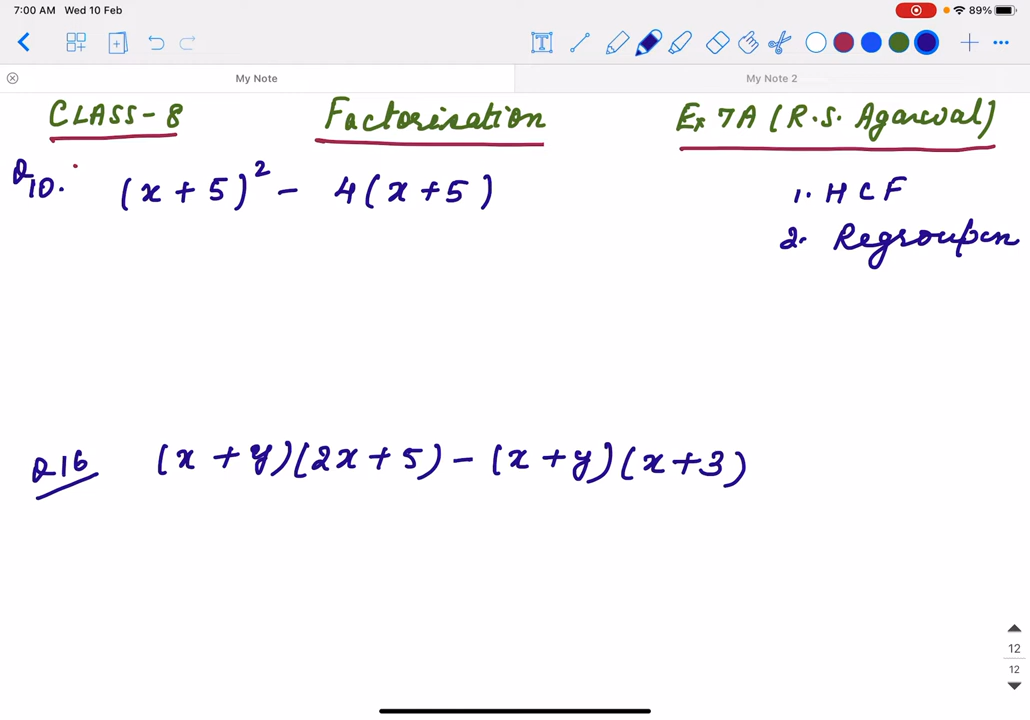 7:00 AM Wed 10 Feb 89%
My Note My Note 2
CLASS-8 Factorisation Ex 7A (R.S. Agarwal)
Q10. (x+5)² - 4(x+5)
1. HCF
2. Regroupin
Q16 (x+y)(2x+5)-(x+y)(x+3)
12
12